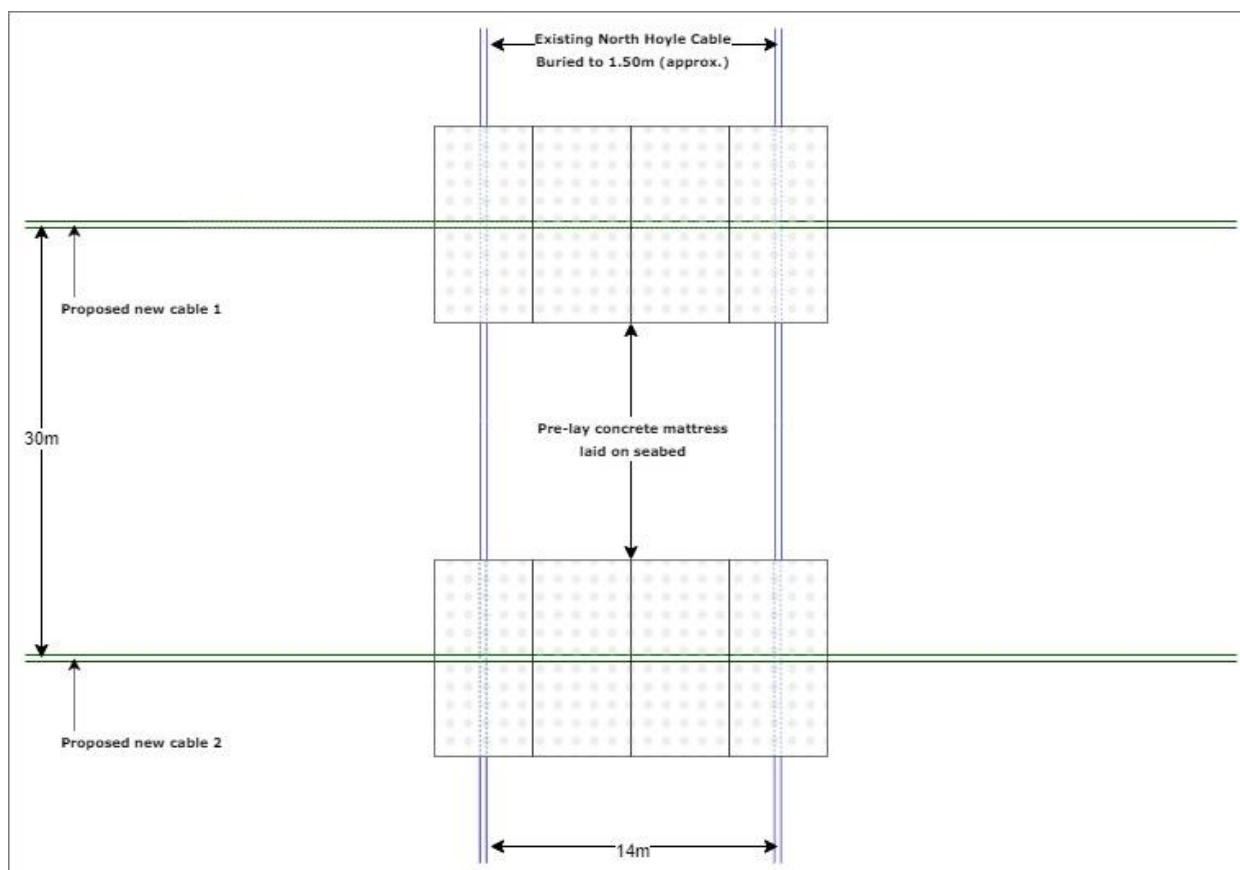 Existing North Hoyle Cable
Buried to 1.50m (approx.)
Proposed new cable 1
30m
Pre-lay concrete mattress
laid on seabed
Proposed new cable 2
14m